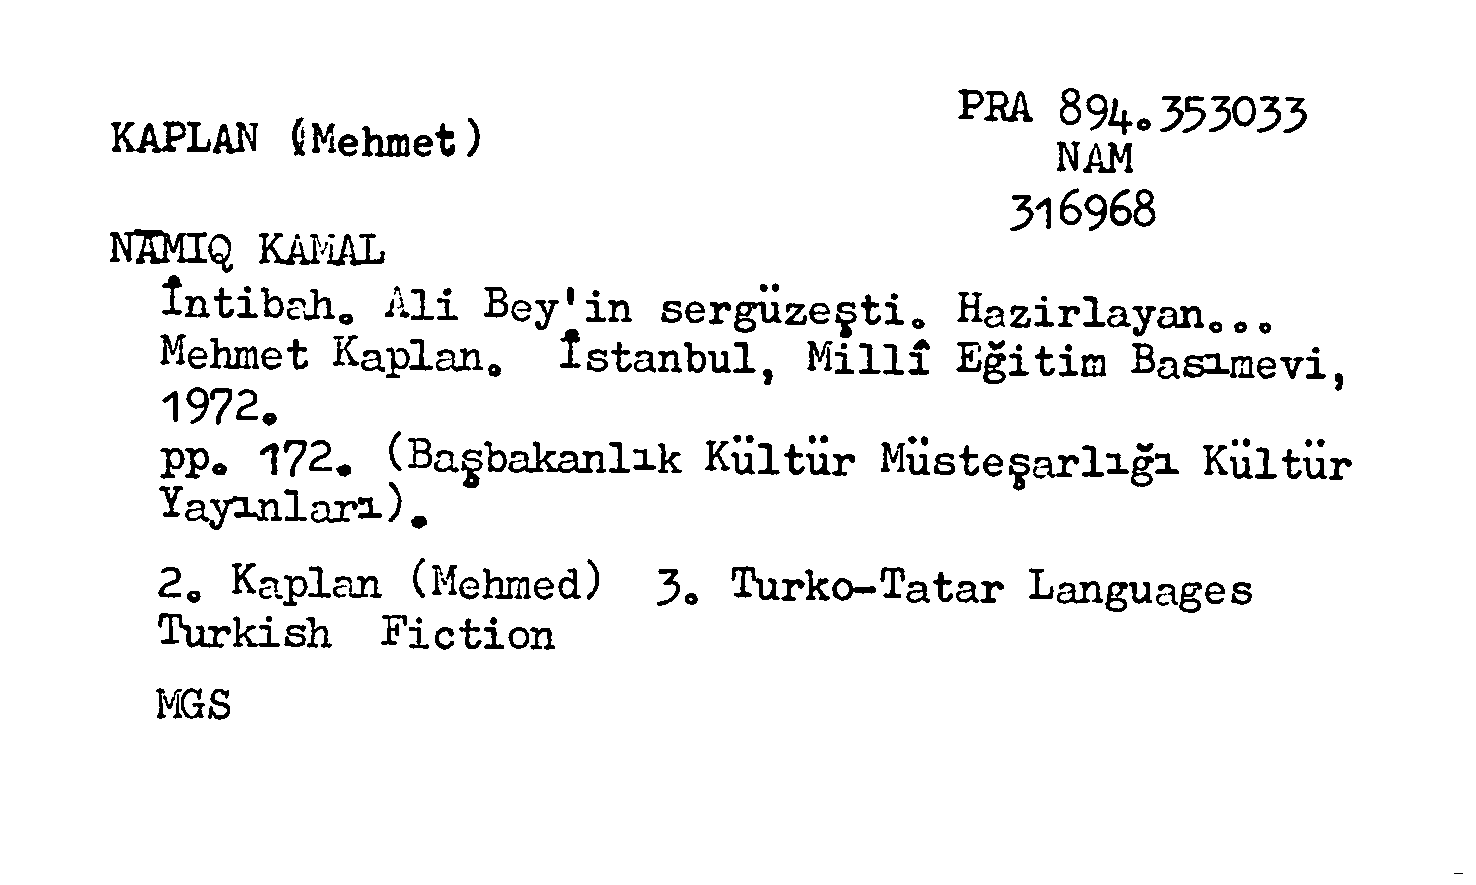 PRA 894.353033
KAPLAN (Mehmet)
NAM
316968
NĀMIQ KAMĀL
İntibah. Ali Bey'in sergüzeşti. Hazirlayan...
Mehmet Kaplan. İstanbul, Millî Eğitim Basımevi,
1972.
pp. 172. (Başbakanlık Kültür Müsteşarlığı Kültür
Yayınları).
2. Kaplan (Mehmed) 3. Turko-Tatar Languages
Turkish Fiction
MGS